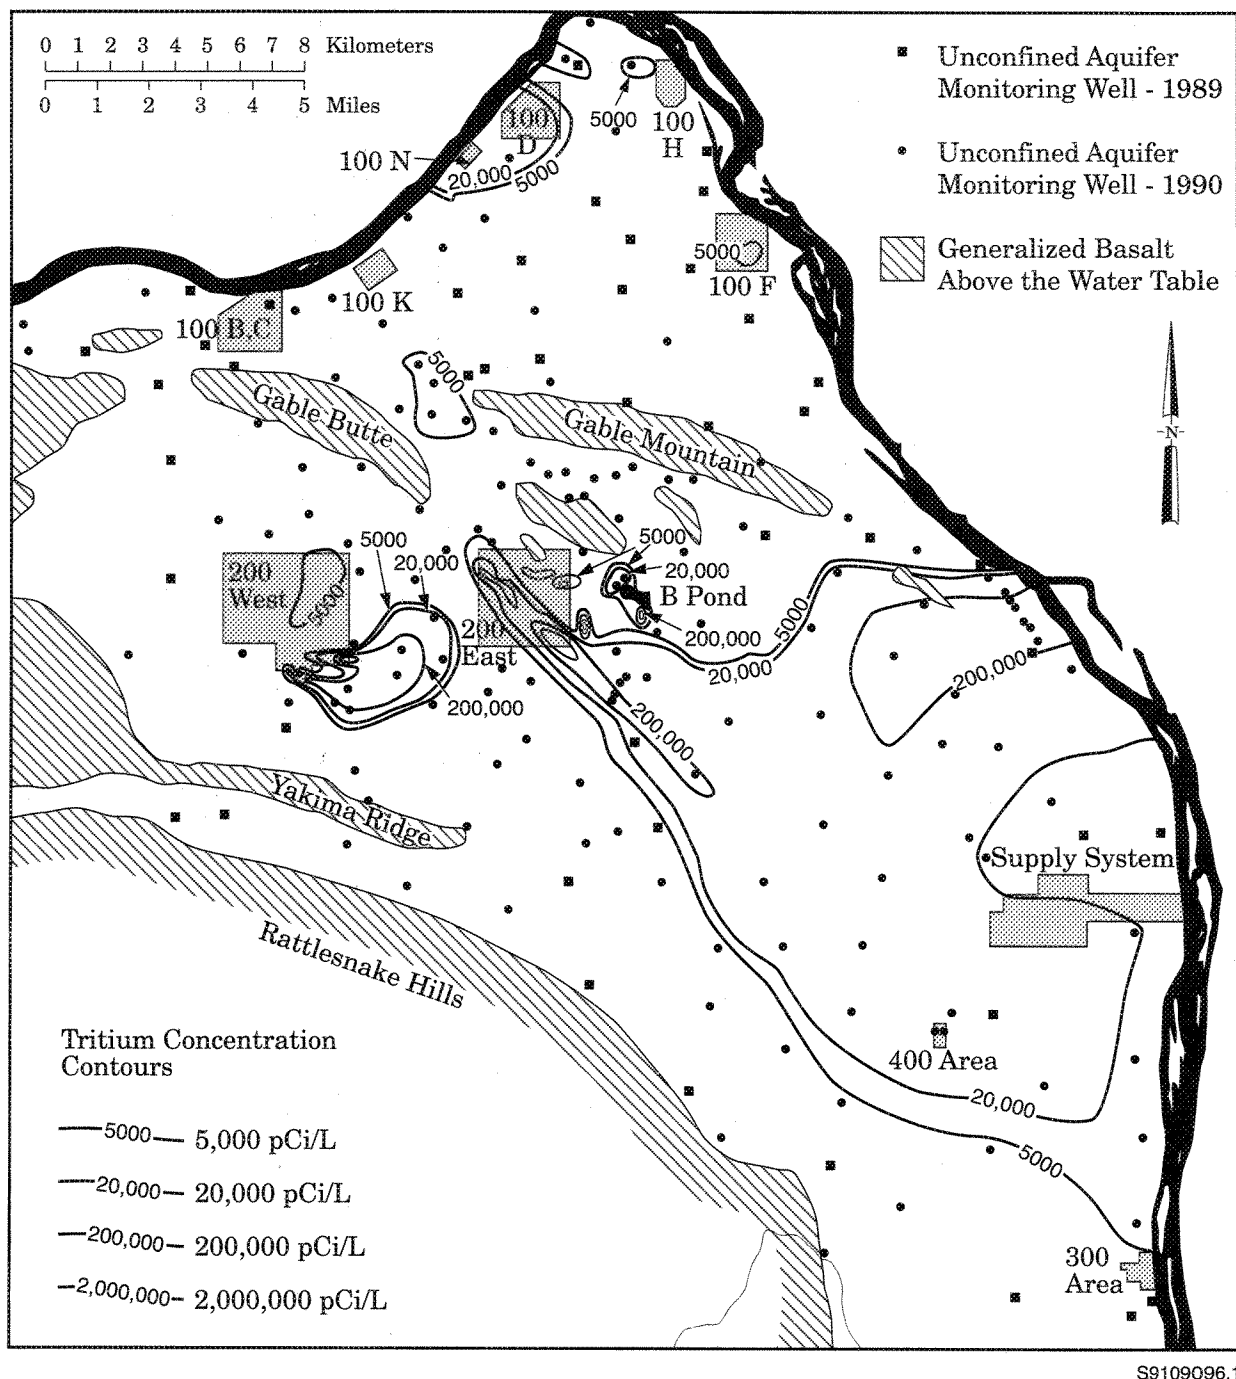 0 1 2 3 4 5 6 7 8 Kilometers
0 1 2 3 4 5 Miles
Unconfined Aquifer
Monitoring Well - 1989
Unconfined Aquifer
Monitoring Well - 1990
Generalized Basalt
Above the Water Table
100
D
5000
100
H
100 N
20,000
5000
5000
100 F
100 K
100 B,C
-N-
5000
Gable Butte
Gable Mountain
5000
20,000
5000
20,000
200
West
5000
B Pond
200,000
200
East
5000
20,000
200,000
200,000
200,000
Yakima Ridge
Supply System
Rattlesnake Hills
400 Area
20,000
5000
300
Area
Tritium Concentration
Contours
5000 5,000 pCi/L
20,000 20,000 pCi/L
200,000 200,000 pCi/L
2,000,000 2,000,000 pCi/L
S9109096.1